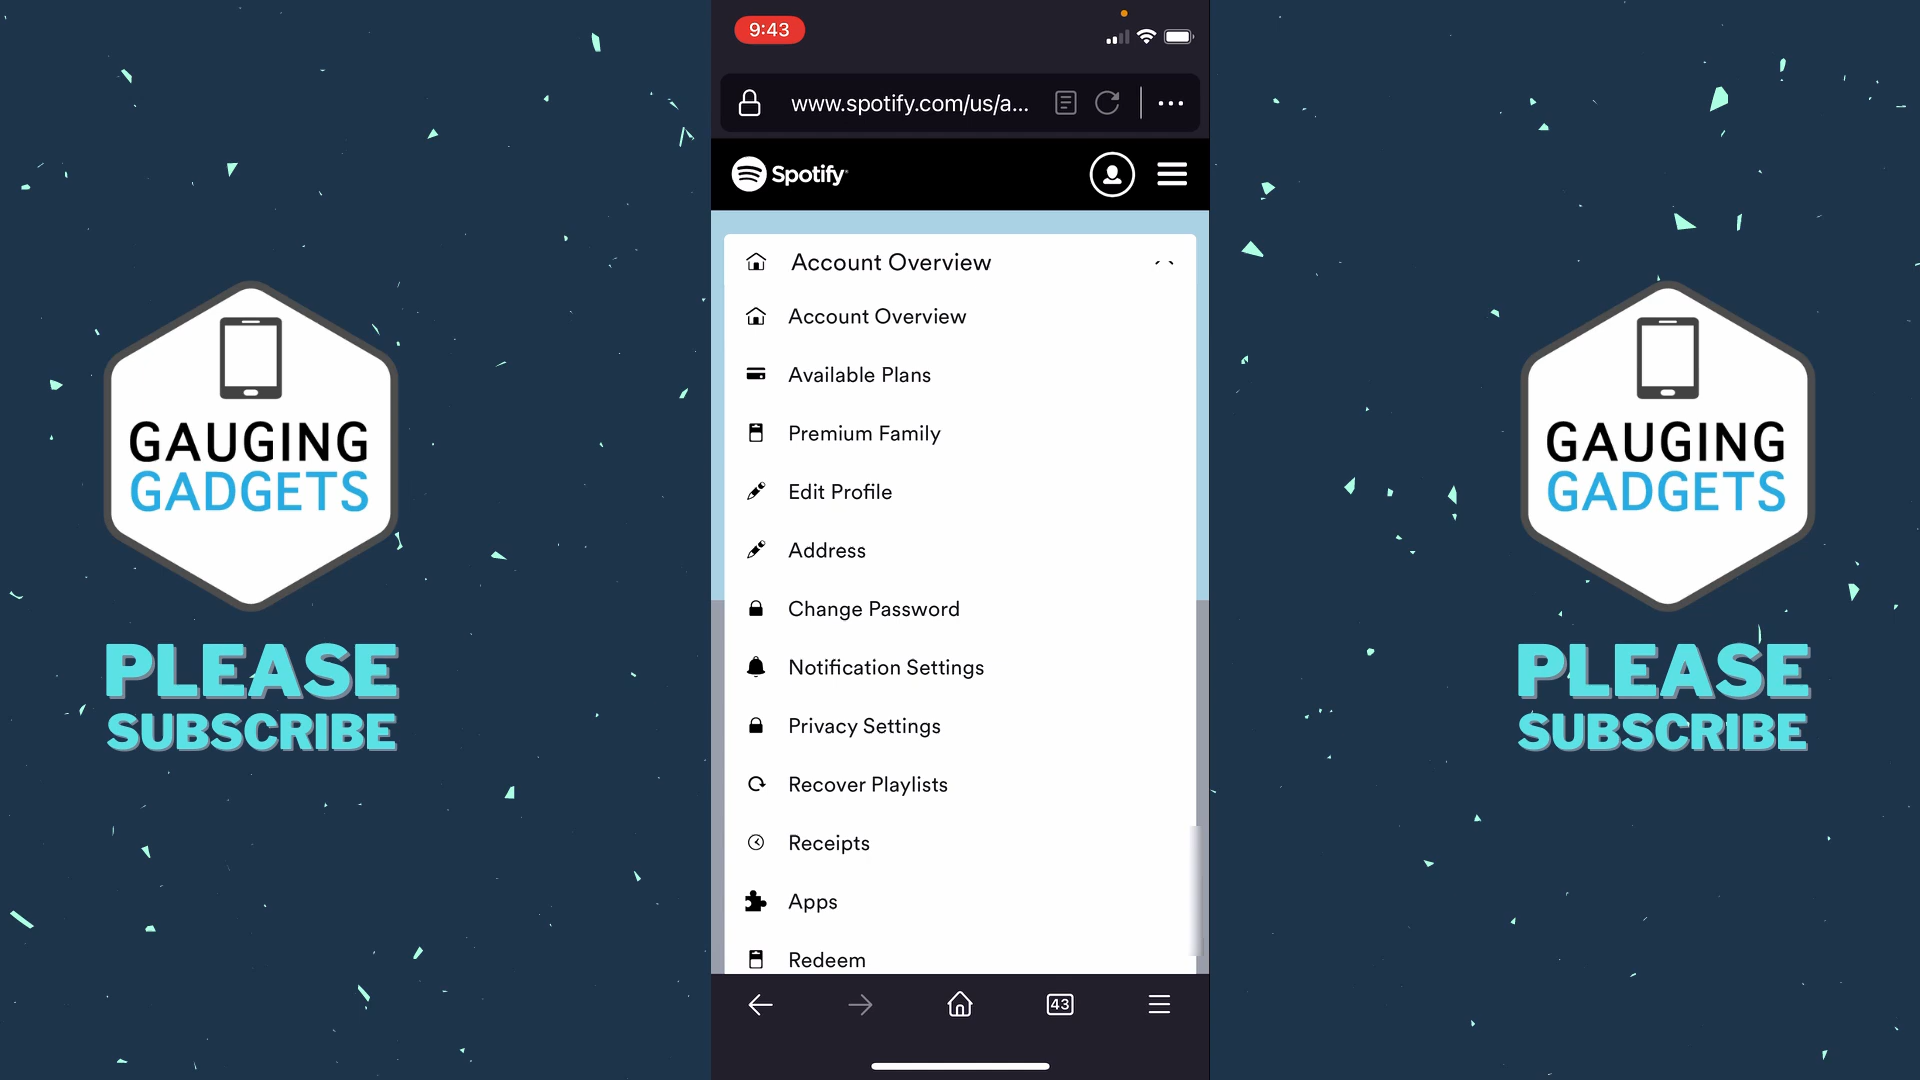 9:43
www.spotify.com/us/a...
Spotify
Account Overview
Account Overview
Available Plans
Premium Family
Edit Profile
Address
Change Password
Notification Settings
Privacy Settings
Recover Playlists
Receipts
Apps
Redeem
43
GAUGING
GADGETS
PLEASE
SUBSCRIBE
GAUGING
GADGETS
PLEASE
SUBSCRIBE